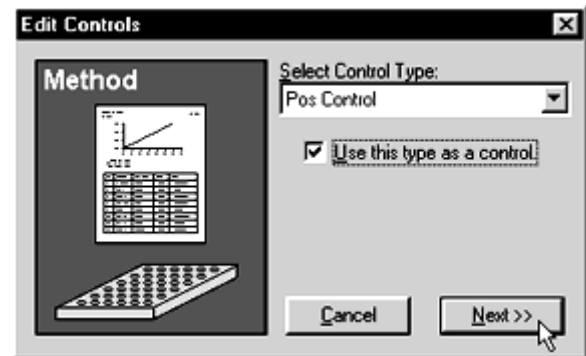 Edit Controls
Method
Select Control Type:
Pos Control
Use this type as a control.
Cancel
Next >>